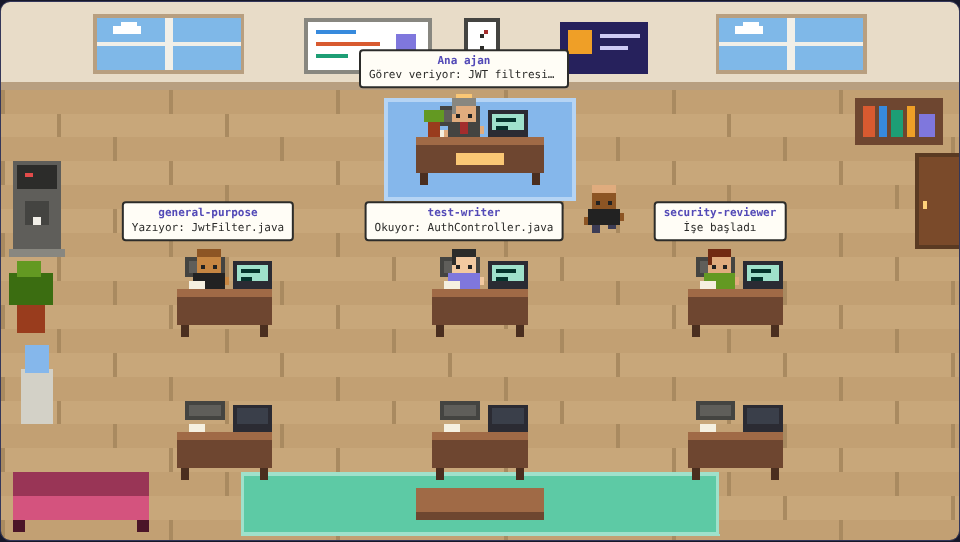 Ana ajan
Görev veriyor: JWT filtresi…
general-purpose
Yazıyor: JwtFilter.java
test-writer
Okuyor: AuthController.java
security-reviewer
İşe başladı